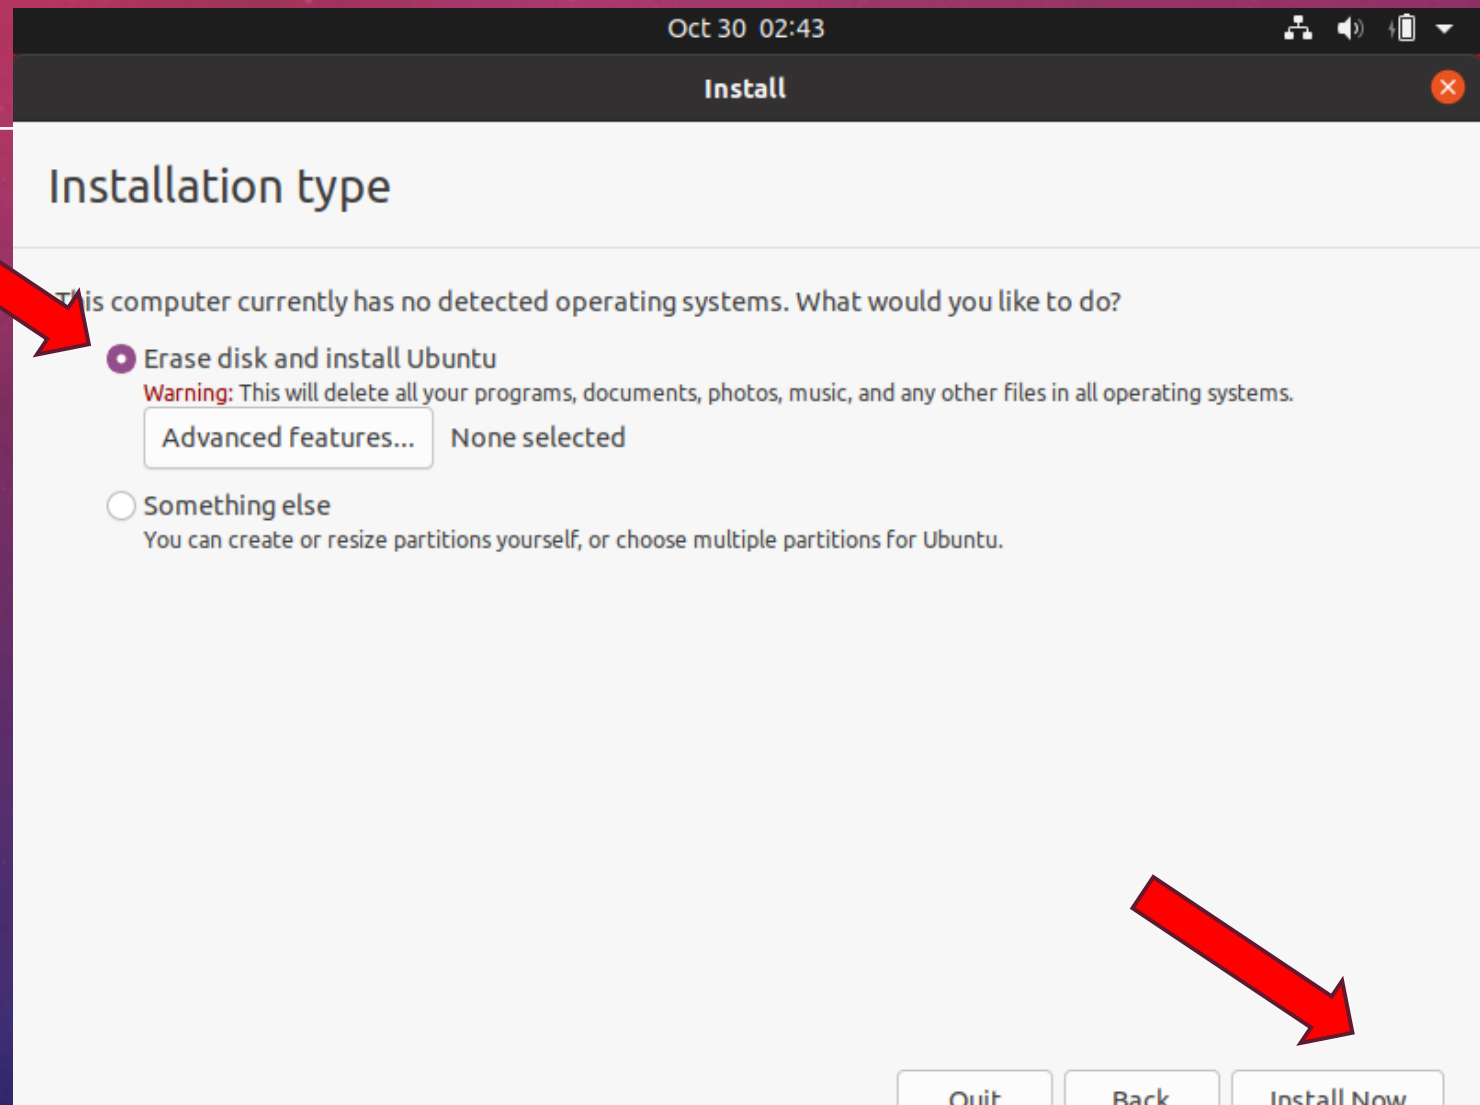 Oct 30 02:43
Install
Installation type
This computer currently has no detected operating systems. What would you like to do?
Erase disk and install Ubuntu
Warning: This will delete all your programs, documents, photos, music, and any other files in all operating systems.
Advanced features... None selected
Something else
You can create or resize partitions yourself, or choose multiple partitions for Ubuntu.
Quit Back Install Now